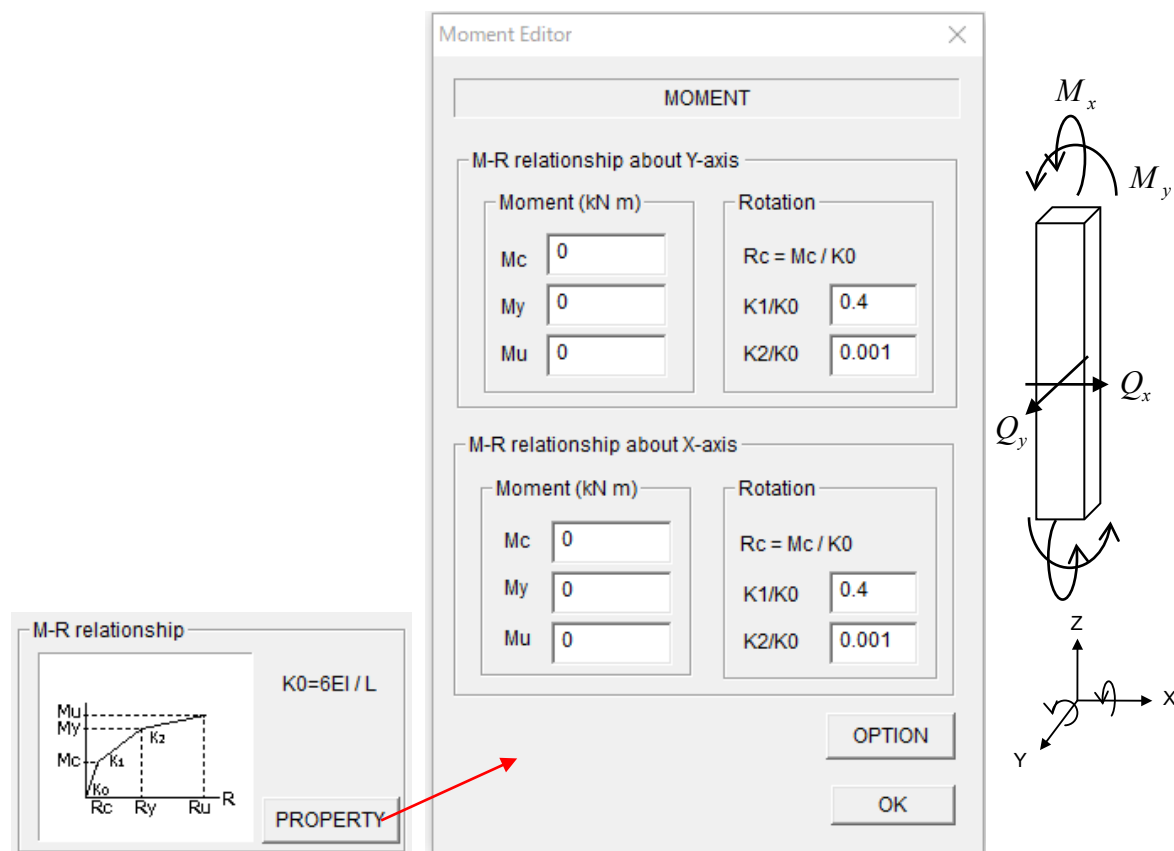 Moment Editor
MOMENT
M-R relationship about Y-axis
Moment (kN m)
Mc 0
My 0
Mu 0
Rotation
Rc = Mc / K0
K1/K0 0.4
K2/K0 0.001
M-R relationship about X-axis
Moment (kN m)
Mc 0
My 0
Mu 0
Rotation
Rc = Mc / K0
K1/K0 0.4
K2/K0 0.001
OPTION
OK
M-R relationship
K0=6EI / L
Mu
My
Mc
K2
K1
K0
Rc Ry Ru R
PROPERTY
Mx
My
Qx
Qy
Z
X
Y